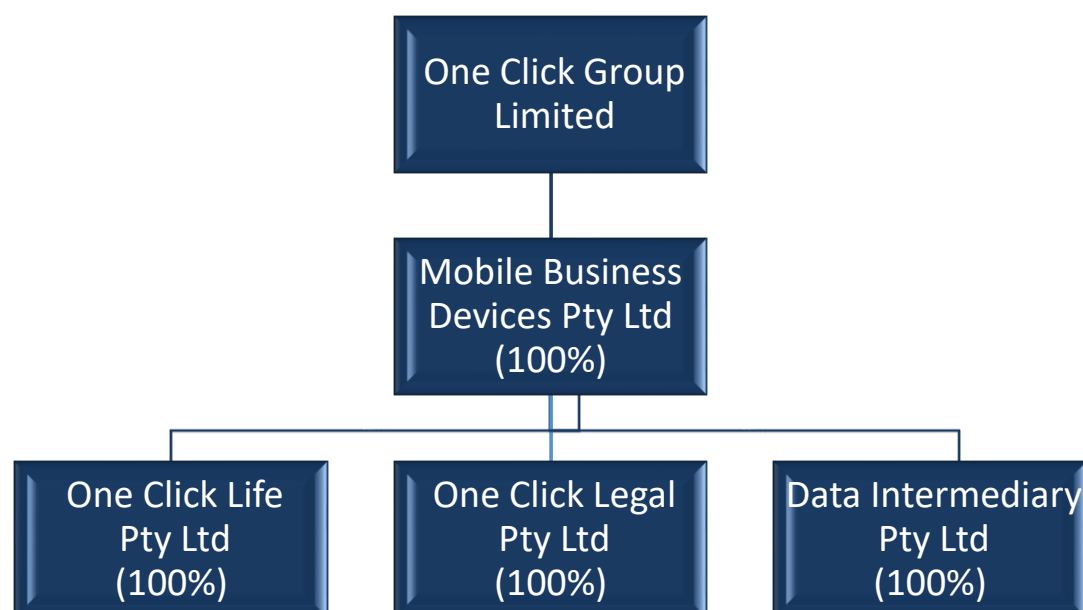 One Click Group
Limited
Mobile Business
Devices Pty Ltd
(100%)
One Click Life
Pty Ltd
(100%)
One Click Legal
Pty Ltd
(100%)
Data Intermediary
Pty Ltd
(100%)